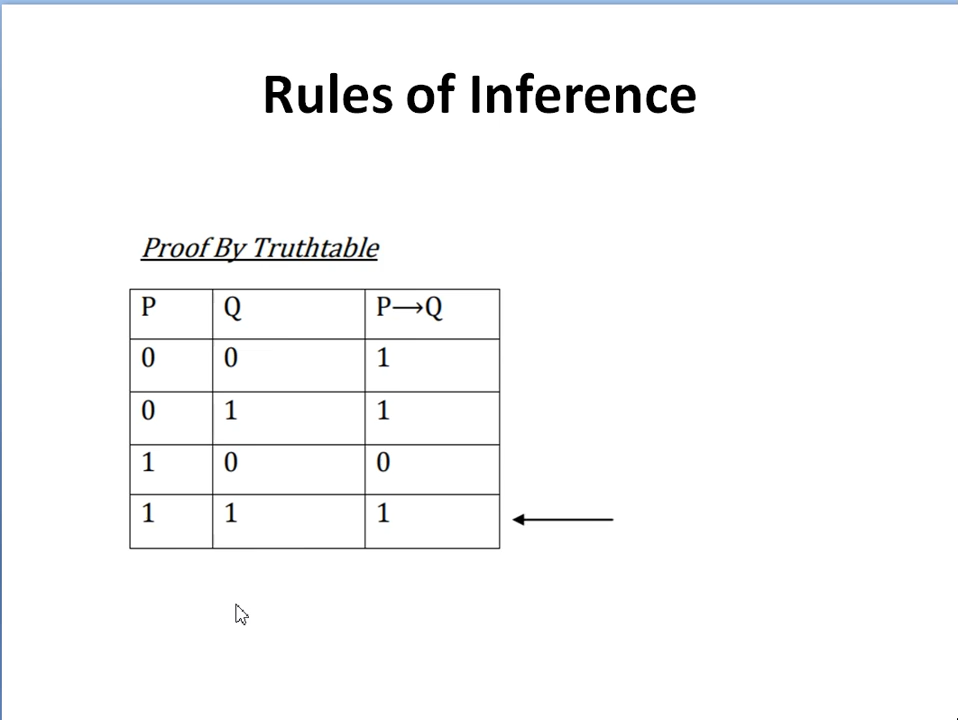 Rules of Inference
Proof By Truthtable
P Q P⟶Q
0 0 1
0 1 1
1 0 0
1 1 1